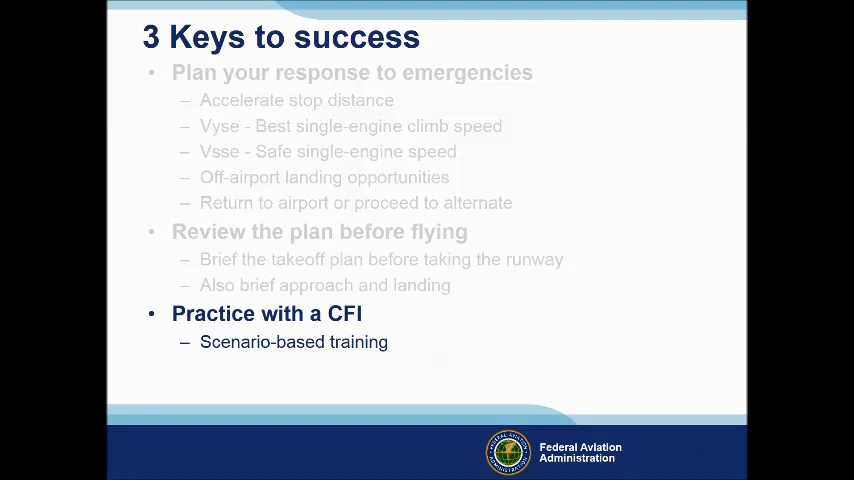 3 Keys to success
• Plan your response to emergencies
– Accelerate stop distance
– Vyse - Best single-engine climb speed
– Vsse - Safe single-engine speed
– Off-airport landing opportunities
– Return to airport or proceed to alternate
• Review the plan before flying
– Brief the takeoff plan before taking the runway
– Also brief approach and landing
• Practice with a CFI
– Scenario-based training
FEDERAL AVIATION
ADMINISTRATION
Federal Aviation
Administration